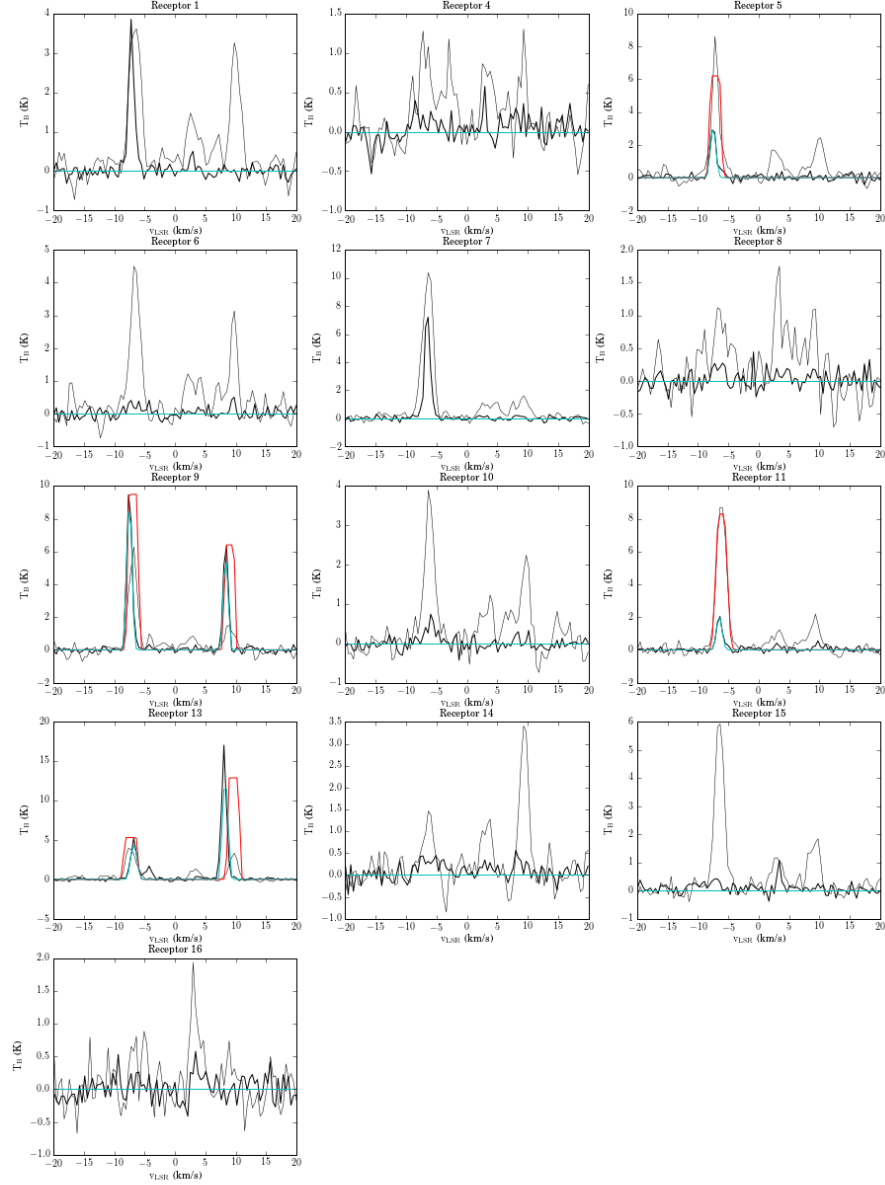 Receptor 1 Receptor 4 Receptor 5
4 1.5 10
3 1.0 8
2 0.5 6
1 0.0 4
0 −0.5 2
−1 −1.0 0
−2
T_B (K) T_B (K) T_B (K)
−20 −15 −10 −5 0 5 10 15 20 −20 −15 −10 −5 0 5 10 15 20 −20 −15 −10 −5 0 5 10 15 20
v_LSR (km/s) v_LSR (km/s) v_LSR (km/s)
Receptor 6 Receptor 7 Receptor 8
5 12 2.0
4 10 1.5
3 8 1.0
2 6 0.5
1 4 0.0
0 2 −0.5
−1 0 −1.0
−2
T_B (K) T_B (K) T_B (K)
−20 −15 −10 −5 0 5 10 15 20 −20 −15 −10 −5 0 5 10 15 20 −20 −15 −10 −5 0 5 10 15 20
v_LSR (km/s) v_LSR (km/s) v_LSR (km/s)
Receptor 9 Receptor 10 Receptor 11
10 4 10
8 3 8
6 2 6
4 1 4
2 0 2
0 −1 0
−2 −2
T_B (K) T_B (K) T_B (K)
−20 −15 −10 −5 0 5 10 15 20 −20 −15 −10 −5 0 5 10 15 20 −20 −15 −10 −5 0 5 10 15 20
v_LSR (km/s) v_LSR (km/s) v_LSR (km/s)
Receptor 13 Receptor 14 Receptor 15
20 3.5 6
15 3.0 5
10 2.5 4
5 2.0 3
0 1.5 2
−5 1.0 1
0.5 0
0.0 −1
−0.5
−1.0
T_B (K) T_B (K) T_B (K)
−20 −15 −10 −5 0 5 10 15 20 −20 −15 −10 −5 0 5 10 15 20 −20 −15 −10 −5 0 5 10 15 20
v_LSR (km/s) v_LSR (km/s) v_LSR (km/s)
Receptor 16
2.0
1.5
1.0
0.5
0.0
−0.5
−1.0
T_B (K)
−20 −15 −10 −5 0 5 10 15 20
v_LSR (km/s)